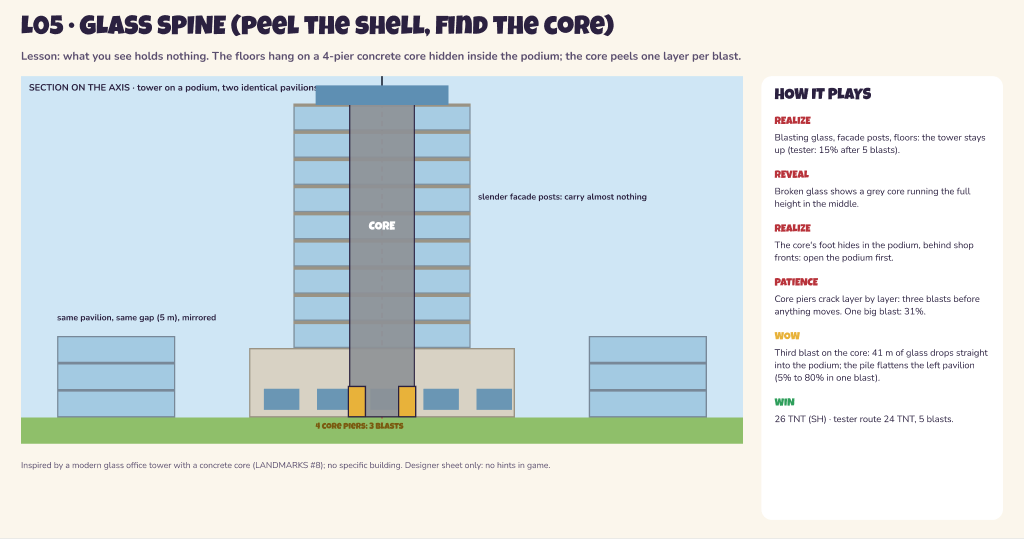 L05 · GLASS SPINE (PEEL THE SHELL, FIND THE CORE)
Lesson: what you see holds nothing. The floors hang on a 4-pier concrete core hidden inside the podium; the core peels one layer per blast.
SECTION ON THE AXIS · tower on a podium, two identical pavilions
slender facade posts: carry almost nothing
CORE
same pavilion, same gap (5 m), mirrored
4 CORE PIERS: 3 BLASTS
Inspired by a modern glass office tower with a concrete core (LANDMARKS #8); no specific building. Designer sheet only: no hints in game.
HOW IT PLAYS
REALIZE
Blasting glass, facade posts, floors: the tower stays
up (tester: 15% after 5 blasts).
REVEAL
Broken glass shows a grey core running the full
height in the middle.
REALIZE
The core's foot hides in the podium, behind shop
fronts: open the podium first.
PATIENCE
Core piers crack layer by layer: three blasts before
anything moves. One big blast: 31%.
WOW
Third blast on the core: 41 m of glass drops straight
into the podium; the pile flattens the left pavilion
(5% to 80% in one blast).
WIN
26 TNT (SH) · tester route 24 TNT, 5 blasts.